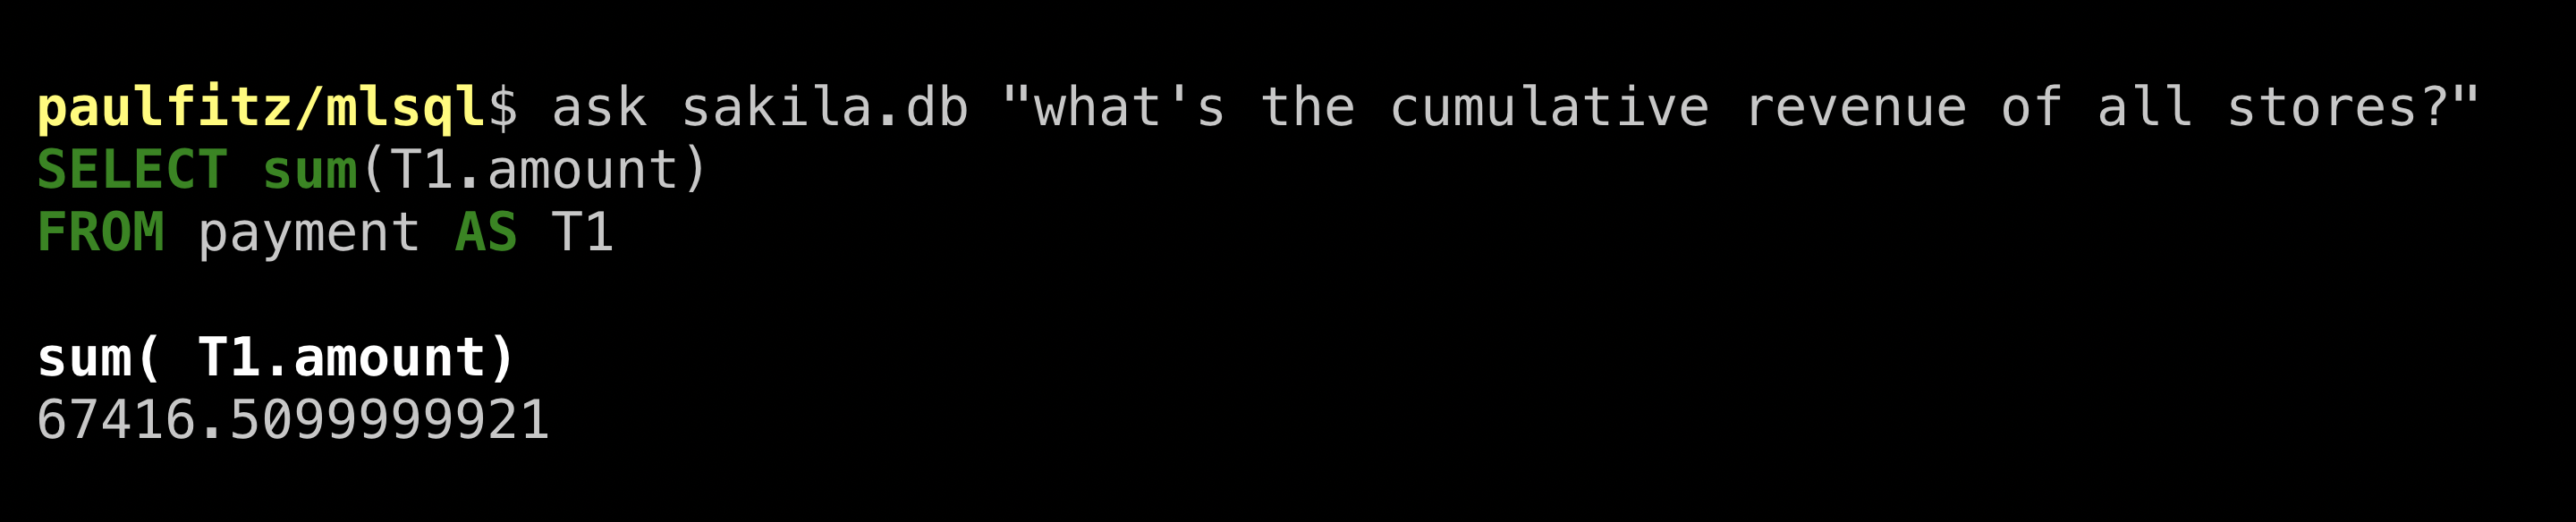 paulfitz/mlsql$ ask sakila.db "what's the cumulative revenue of all stores?"
SELECT sum(T1.amount)
FROM payment AS T1
sum( T1.amount)
67416.5099999921